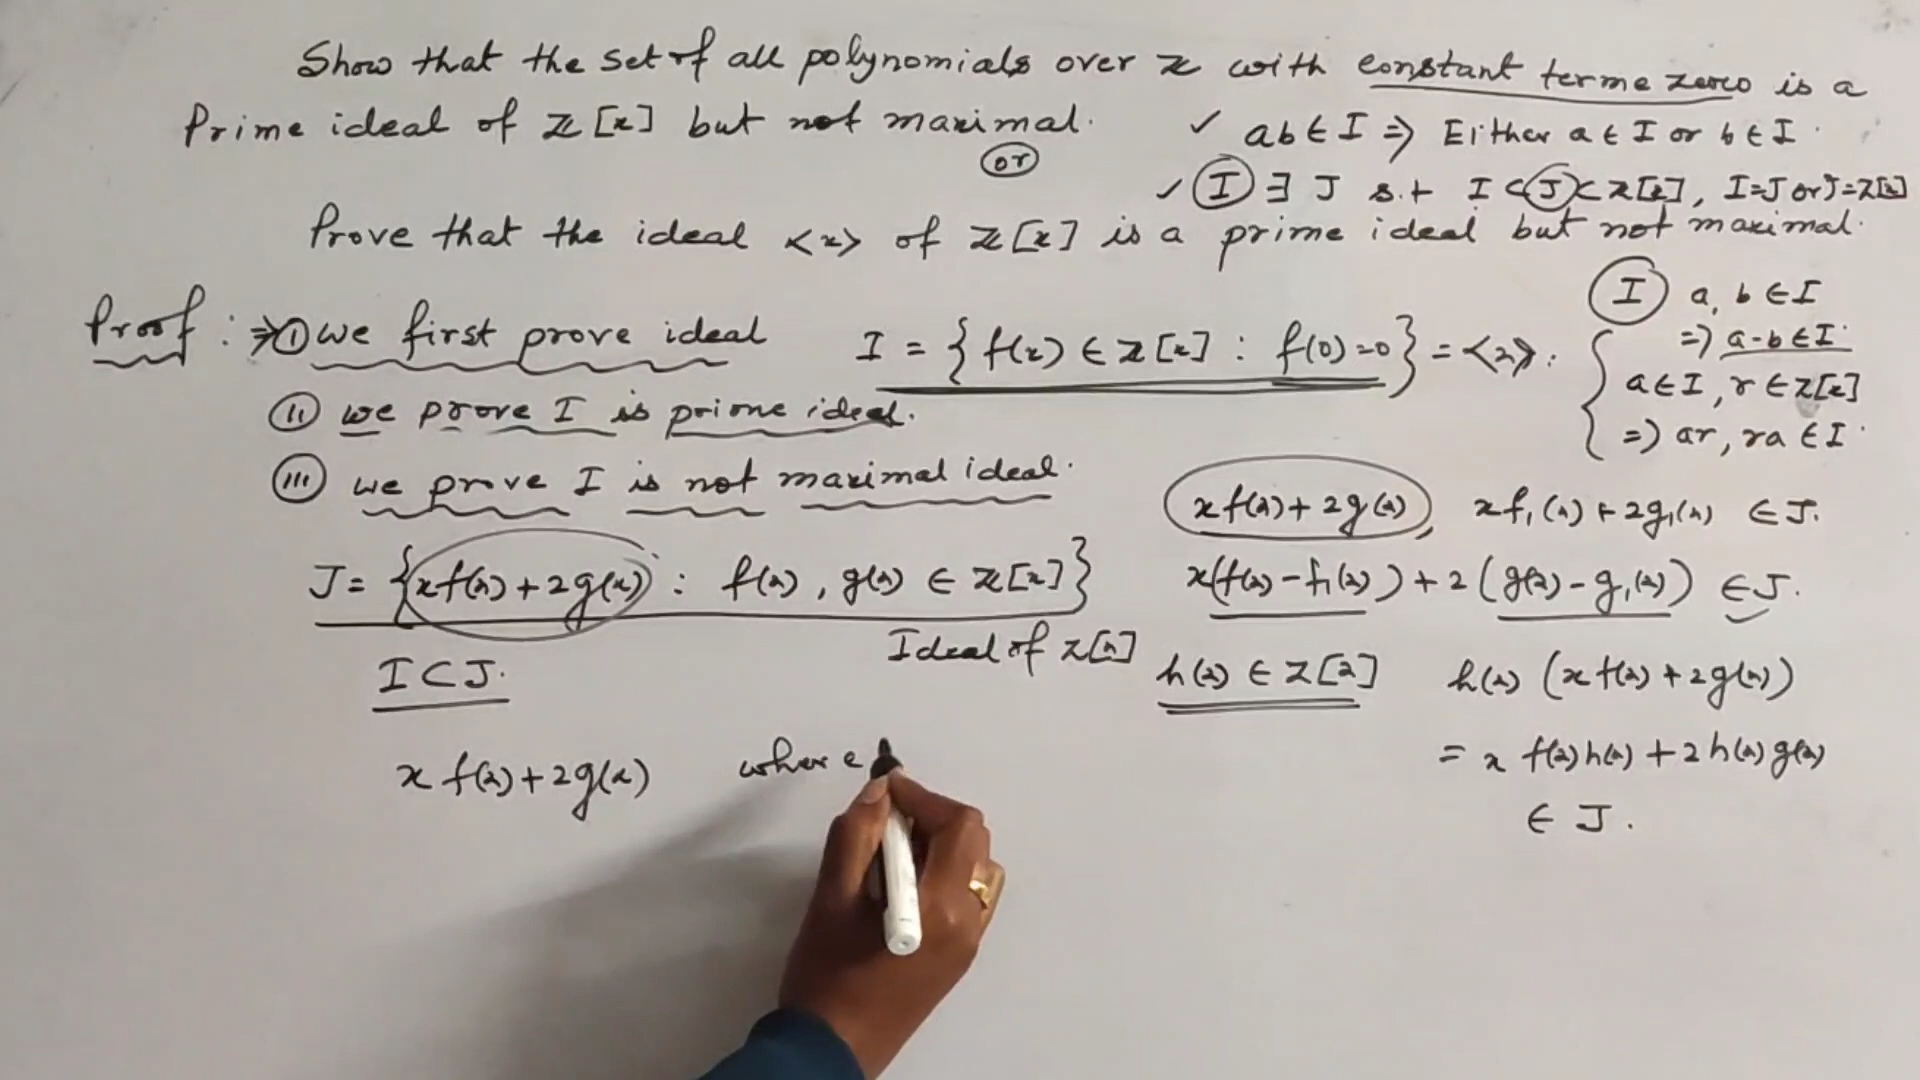 Show that the set of all polynomials over Z with constant terme zero is a
Prime ideal of Z[x] but not maximal.
✓ ab ∈ I ⇒ Either a ∈ I or b ∈ I.
(or)
✓ I ∃ J s.t I ⊂ J ⊂ Z[x], I=J or J=Z[x]
Prove that the ideal <x> of Z[x] is a prime ideal but not maximal.
Proof : ⇒ (i) we first prove ideal I = {f(x) ∈ Z[x] : f(0)=0} = <x>.
I a, b ∈ I
⇒ a-b ∈ I.
a ∈ I, r ∈ Z[x]
⇒ ar, ra ∈ I.
(ii) we prove I is prime ideal.
(iii) we prove I is not maximal ideal.
J = {xf(x) + 2g(x) : f(x), g(x) ∈ Z[x]}
Ideal of Z[x]
I ⊂ J.
x f(x) + 2g(x) where
xf(x) + 2g(x), xf₁(x) + 2g₁(x) ∈ J.
x(f(x) - f₁(x)) + 2(g(x) - g₁(x)) ∈ J.
h(x) ∈ Z[x] h(x) (xf(x) + 2g(x))
= x f(x)h(x) + 2h(x)g(x)
∈ J.